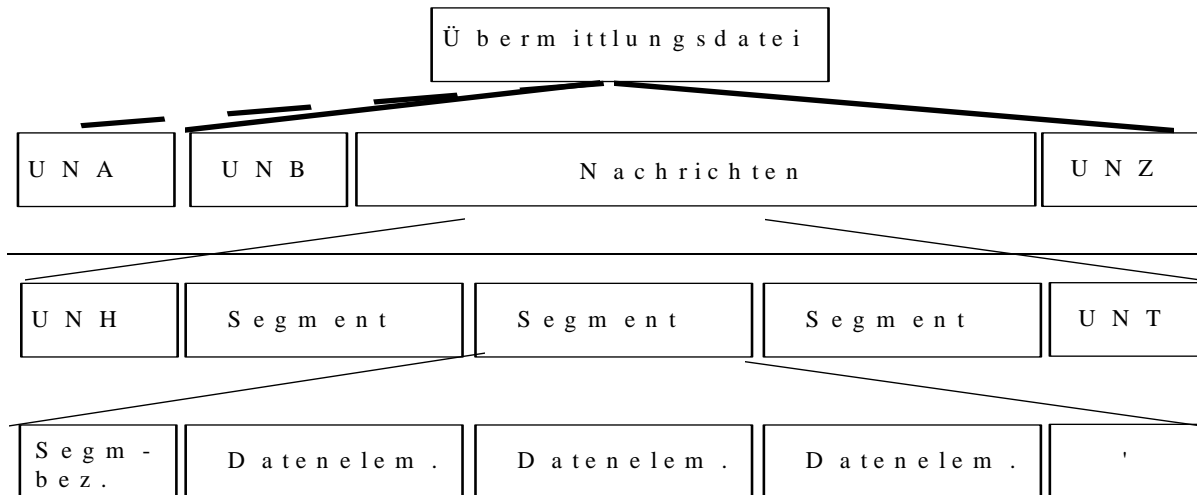 Übermittlungsdatei
UNA UNB Nachrichten UNZ
UNH Segment Segment Segment UNT
Segm- Datenelem. Datenelem. Datenelem. '
bez.